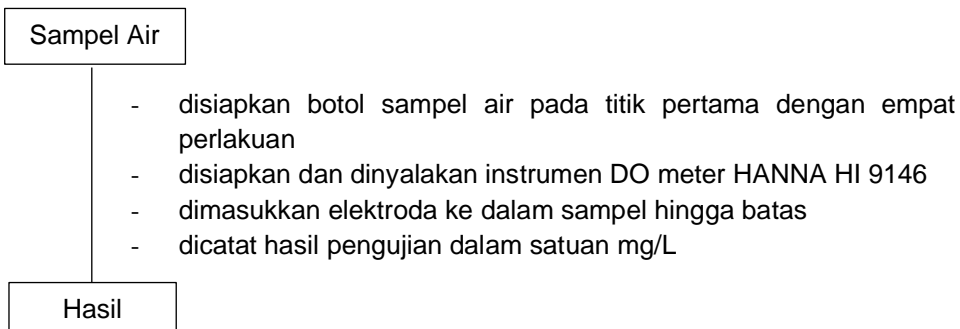 Sampel Air
- disiapkan botol sampel air pada titik pertama dengan empat
perlakuan
- disiapkan dan dinyalakan instrumen DO meter HANNA HI 9146
- dimasukkan elektroda ke dalam sampel hingga batas
- dicatat hasil pengujian dalam satuan mg/L
Hasil